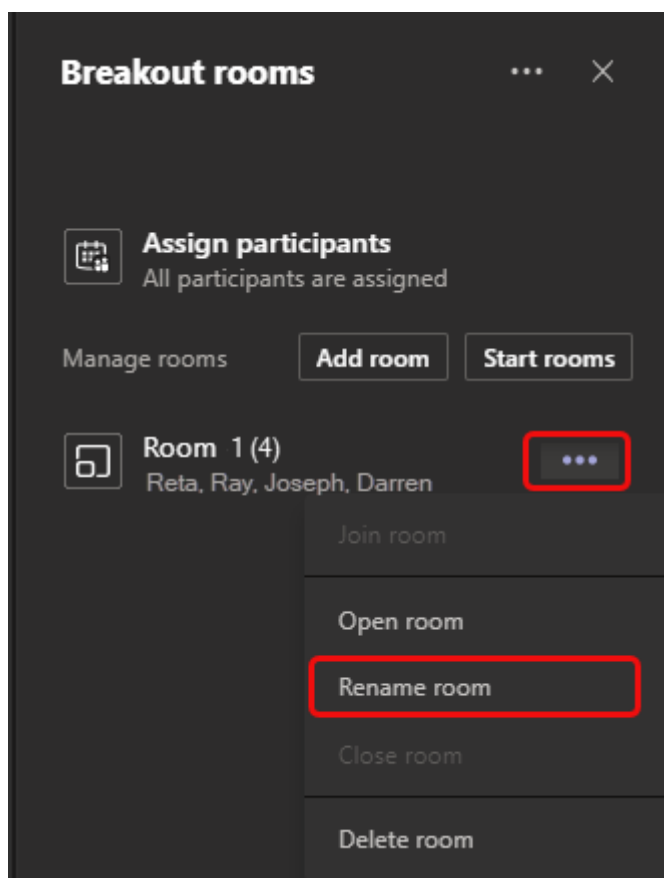 Breakout rooms
Assign participants
All participants are assigned
Manage rooms Add room Start rooms
Room 1 (4)
Reta, Ray, Joseph, Darren
Join room
Open room
Rename room
Close room
Delete room